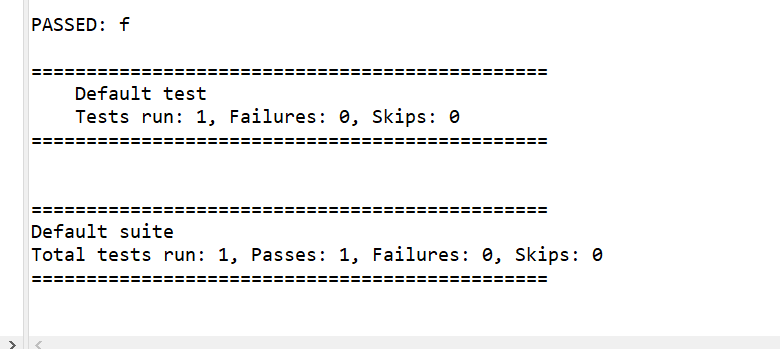 PASSED: f
===============================================
    Default test
    Tests run: 1, Failures: 0, Skips: 0
===============================================
===============================================
Default suite
Total tests run: 1, Passes: 1, Failures: 0, Skips: 0
===============================================